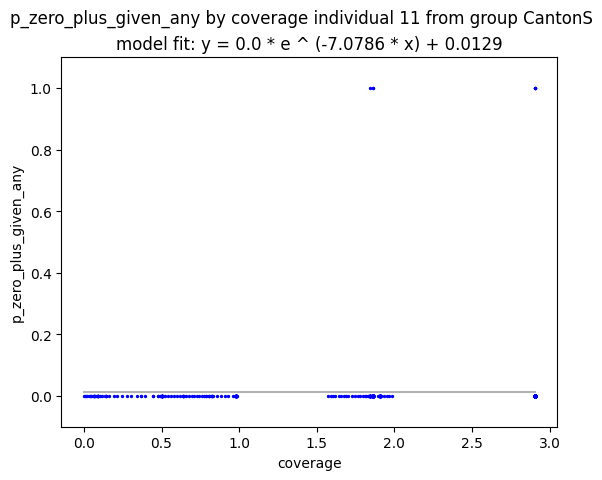 p_zero_plus_given_any by coverage individual 11 from group CantonS
model fit: y = 0.0 * e ^ (-7.0786 * x) + 0.0129
p_zero_plus_given_any
1.0
0.8
0.6
0.4
0.2
0.0
0.0 0.5 1.0 1.5 2.0 2.5 3.0
coverage